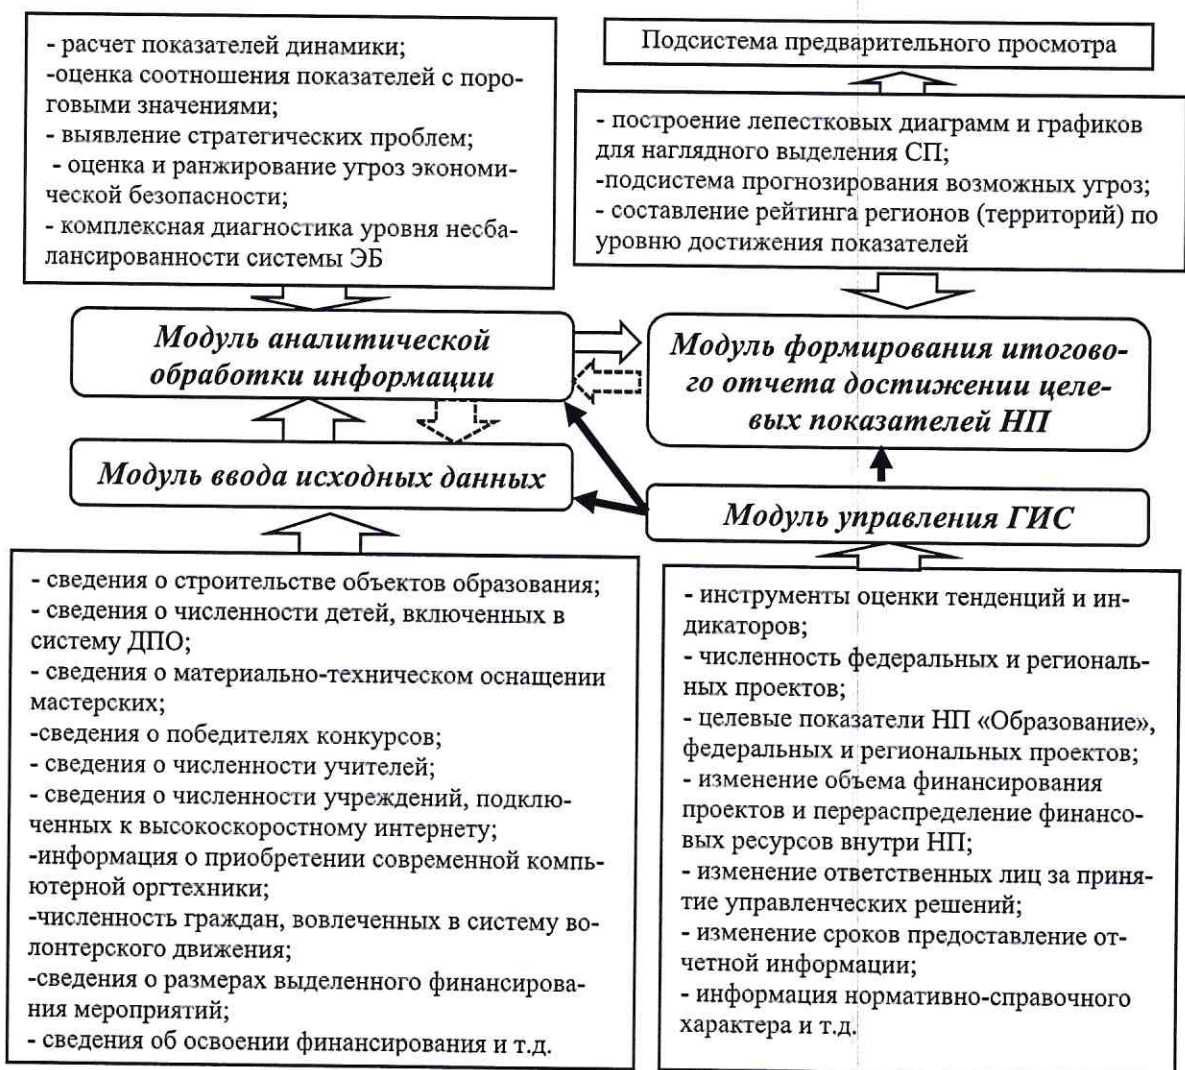 - расчет показателей динамики;
-оценка соотношения показателей с поро-
говыми значениями;
- выявление стратегических проблем;
- оценка и ранжирование угроз экономи-
ческой безопасности;
- комплексная диагностика уровня несба-
лансированности системы ЭБ
Подсистема предварительного просмотра
- построение лепестковых диаграмм и графиков
для наглядного выделения СП;
-подсистема прогнозирования возможных угроз;
- составление рейтинга регионов (территорий) по
уровню достижения показателей
Модуль аналитической
обработки информации
Модуль формирования итогово-
го отчета достижении целе-
вых показателей НП
Модуль ввода исходных данных
Модуль управления ГИС
- сведения о строительстве объектов образования;
- сведения о численности детей, включенных в
систему ДПО;
- сведения о материально-техническом оснащении
мастерских;
-сведения о победителях конкурсов;
- сведения о численности учителей;
- сведения о численности учреждений, подклю-
ченных к высокоскоростному интернету;
-информация о приобретении современной компь-
ютерной оргтехники;
-численность граждан, вовлеченных в систему во-
лонтерского движения;
-сведения о размерах выделенного финансирова-
ния мероприятий;
- сведения об освоении финансирования и т.д.
- инструменты оценки тенденций и ин-
дикаторов;
- численность федеральных и региональ-
ных проектов;
- целевые показатели НП «Образование»,
федеральных и региональных проектов;
- изменение объема финансирования
проектов и перераспределение финансо-
вых ресурсов внутри НП;
- изменение ответственных лиц за приня-
тие управленческих решений;
- изменение сроков предоставление от-
четной информации;
- информация нормативно-справочного
характера и т.д.